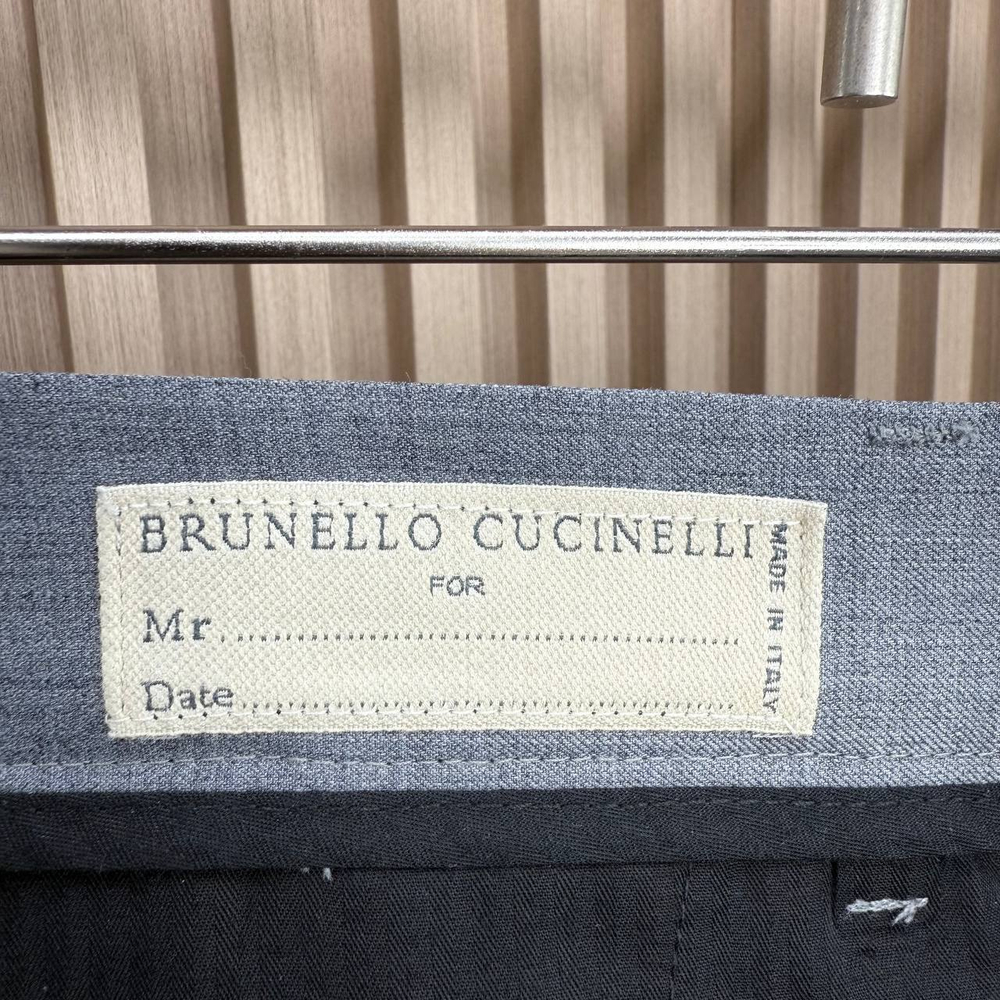 BRUNELLO CUCINELLI
FOR
Mr.
Date
MADE IN ITALY